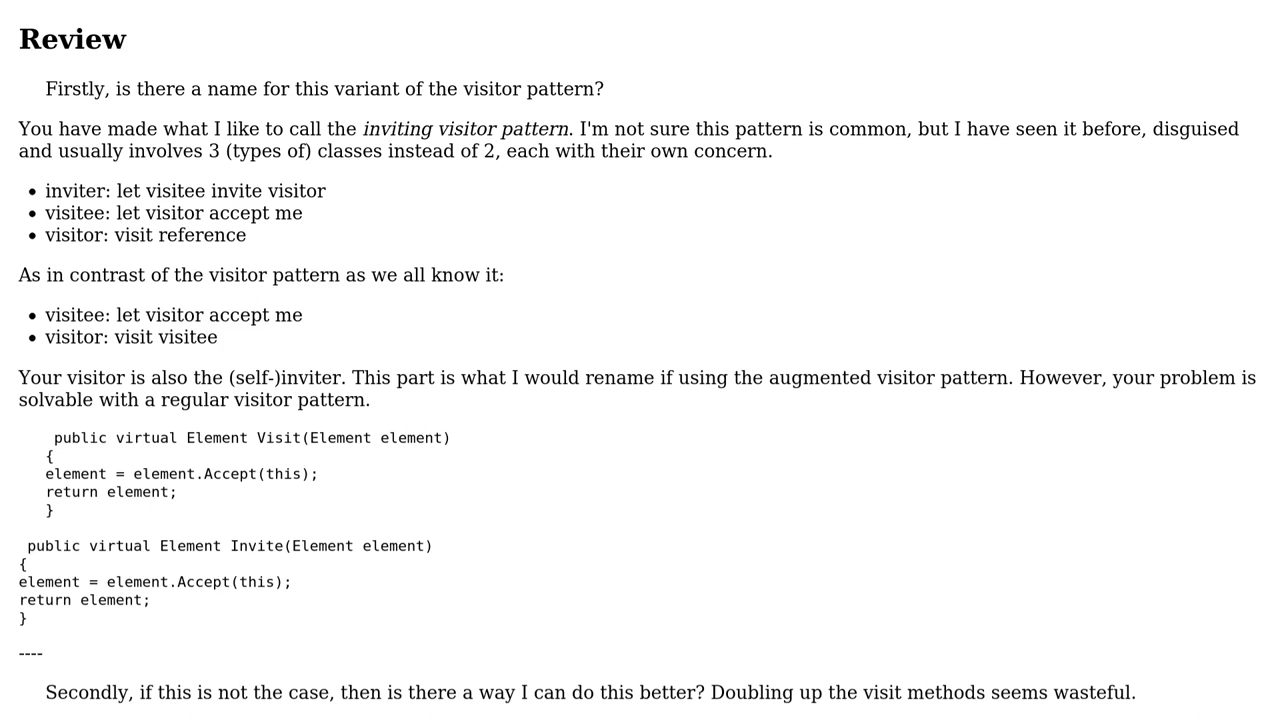 Review
Firstly, is there a name for this variant of the visitor pattern?
You have made what I like to call the inviting visitor pattern. I'm not sure this pattern is common, but I have seen it before, disguised
and usually involves 3 (types of) classes instead of 2, each with their own concern.
• inviter: let visitee invite visitor
• visitee: let visitor accept me
• visitor: visit reference
As in contrast of the visitor pattern as we all know it:
• visitee: let visitor accept me
• visitor: visit visitee
Your visitor is also the (self-)inviter. This part is what I would rename if using the augmented visitor pattern. However, your problem is
solvable with a regular visitor pattern.
public virtual Element Visit(Element element)
{
element = element.Accept(this);
return element;
}
public virtual Element Invite(Element element)
{
element = element.Accept(this);
return element;
}
----
Secondly, if this is not the case, then is there a way I can do this better? Doubling up the visit methods seems wasteful.